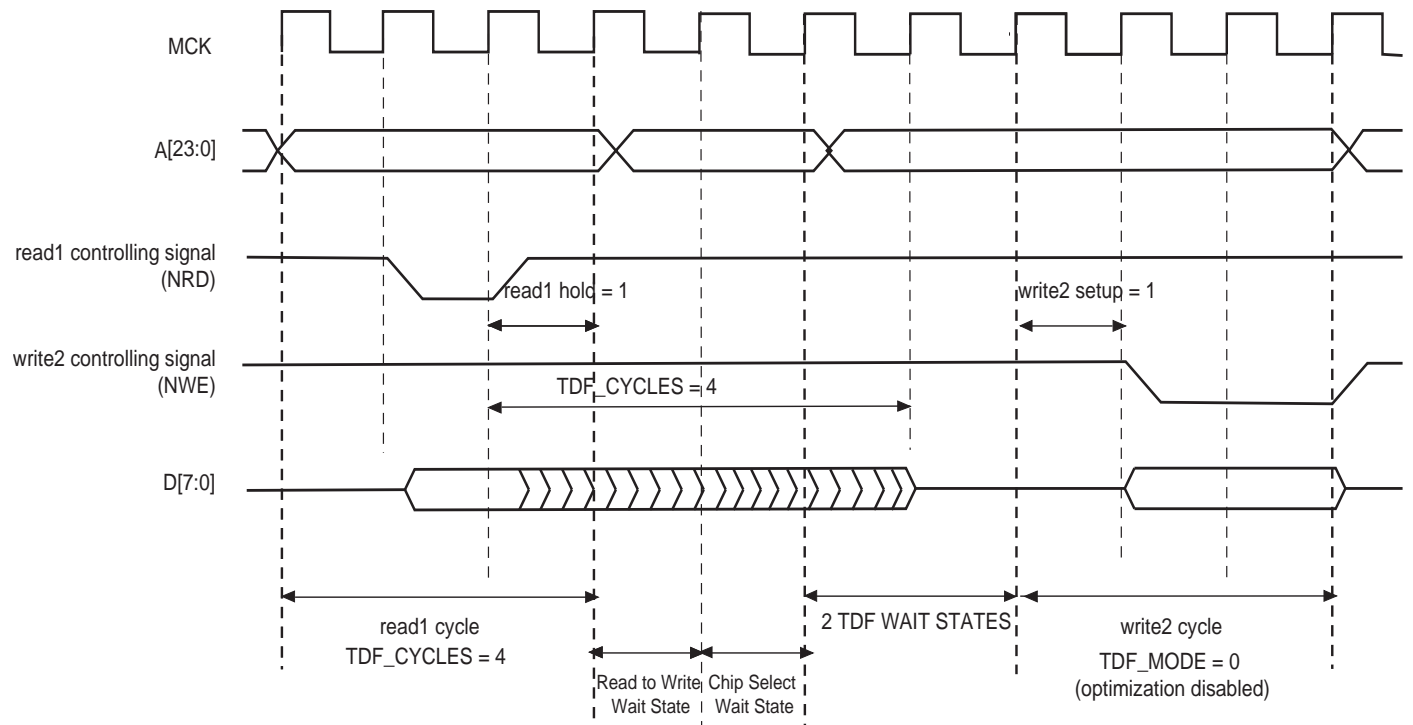 MCK
A[23:0]
read1 controlling signal
(NRD)
read1 hold = 1
write2 setup = 1
write2 controlling signal
(NWE)
TDF_CYCLES = 4
D[7:0]
read1 cycle
TDF_CYCLES = 4
2 TDF WAIT STATES
write2 cycle
TDF_MODE = 0
(optimization disabled)
Read to Write
Wait State
Chip Select
Wait State